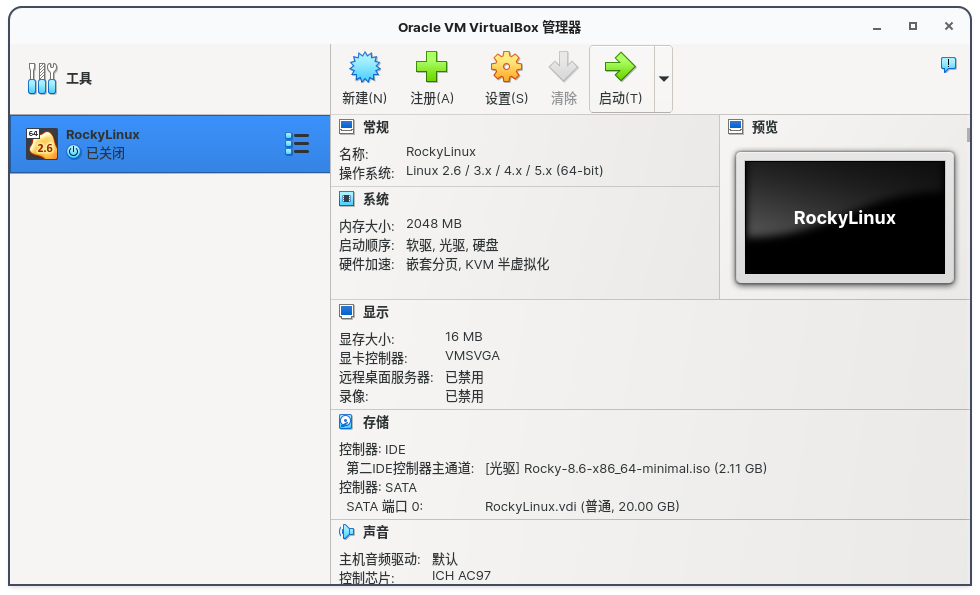 Oracle VM VirtualBox 管理器
工具
新建(N) 注册(A) 设置(S) 清除 启动(T)
64
2.6
RockyLinux
已关闭
常规
名称: RockyLinux
操作系统: Linux 2.6 / 3.x / 4.x / 5.x (64-bit)
预览
RockyLinux
系统
内存大小: 2048 MB
启动顺序: 软驱, 光驱, 硬盘
硬件加速: 嵌套分页, KVM 半虚拟化
显示
显存大小: 16 MB
显卡控制器: VMSVGA
远程桌面服务器: 已禁用
录像: 已禁用
存储
控制器: IDE
第二IDE控制器主通道: [光驱] Rocky-8.6-x86_64-minimal.iso (2.11 GB)
控制器: SATA
SATA 端口 0: RockyLinux.vdi (普通, 20.00 GB)
声音
主机音频驱动: 默认
控制芯片: ICH AC97